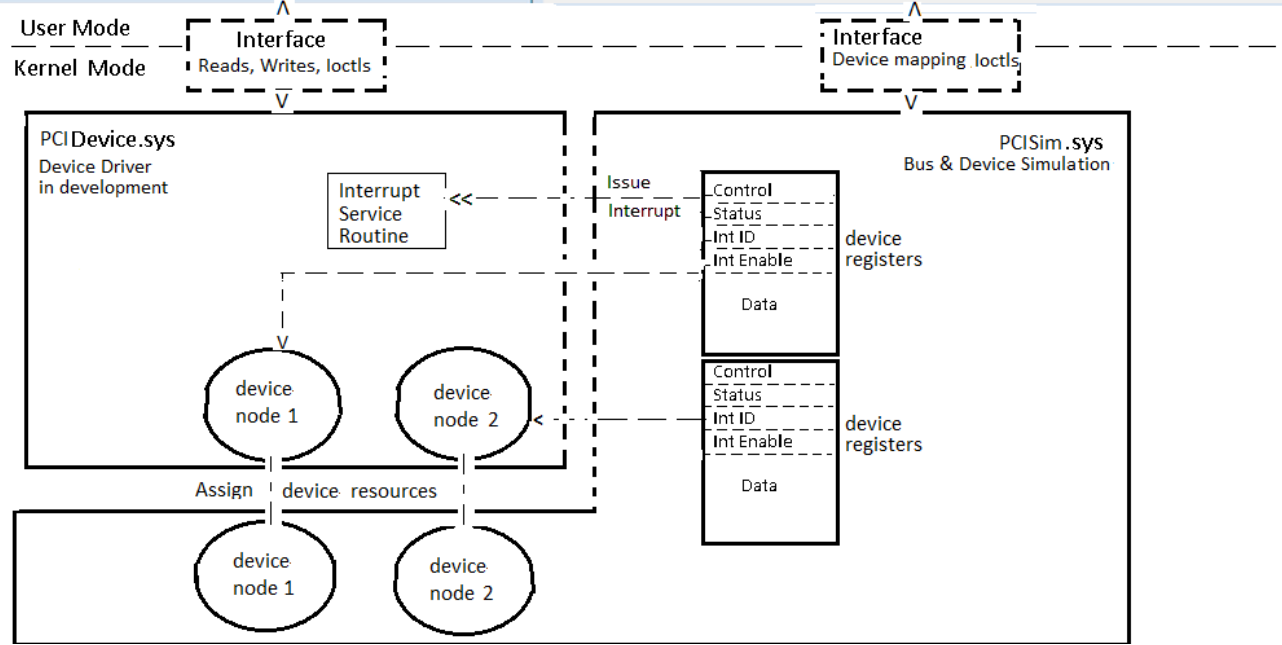 User Mode
Kernel Mode
Interface
Reads, Writes, Ioctls
Interface
Device mapping Ioctls
PCIDevice.sys
Device Driver
in development
PCISim.sys
Bus & Device Simulation
Interrupt
Service
Routine
<<
Issue
Interrupt
Control
Status
Int ID
Int Enable
Data
device
registers
device
node 1
device
node 2
Control
Status
Int ID
Int Enable
Data
device
registers
Assign device resources
device
node 1
device
node 2